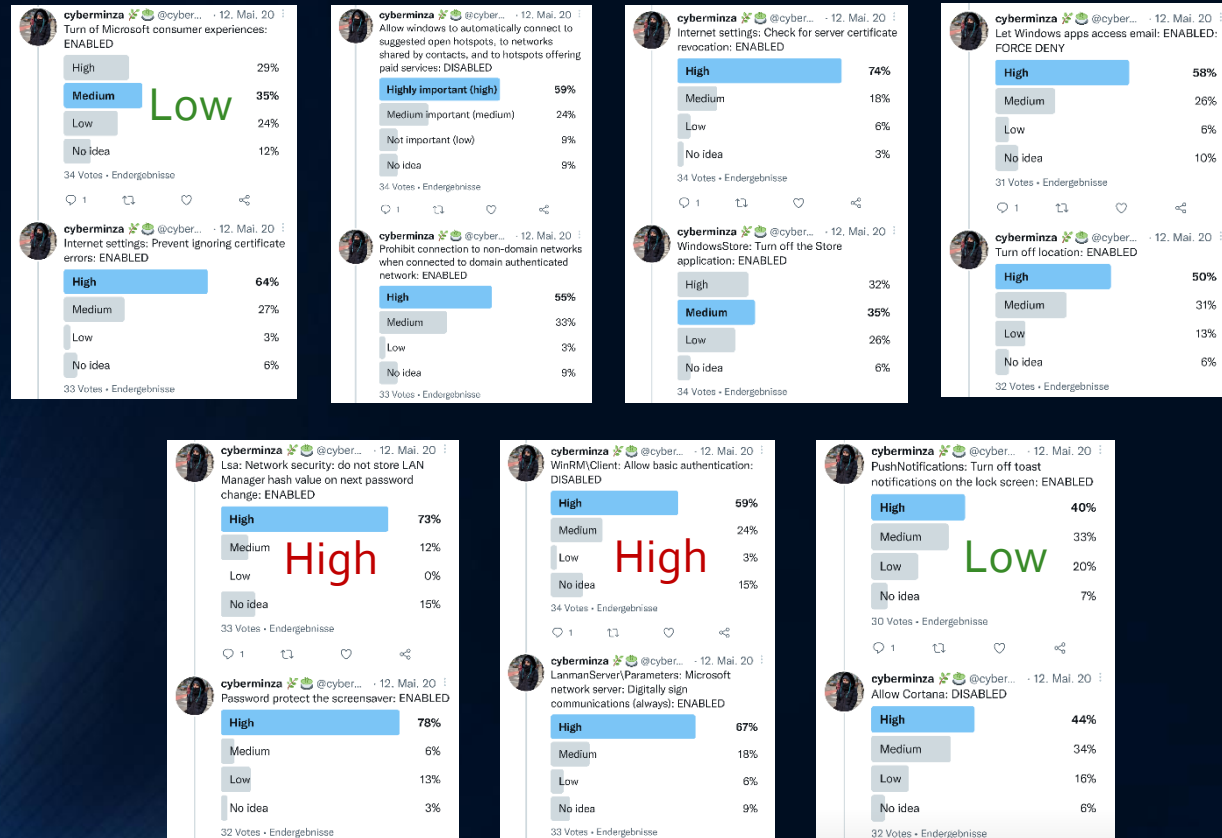 cyberminza @cyber... · 12. Mai. 20
Turn of Microsoft consumer experiences:
ENABLED
High 29%
Medium 35%
Low 24%
No idea 12%
Low
34 Votes • Endergebnisse
1
cyberminza @cyber... · 12. Mai. 20
Internet settings: Prevent ignoring certificate
errors: ENABLED
High 64%
Medium 27%
Low 3%
No idea 6%
33 Votes • Endergebnisse
cyberminza @cyber... · 12. Mai. 20
Allow windows to automatically connect to
suggested open hotspots, to networks
shared by contacts, and to hotspots offering
paid services: DISABLED
Highly important (high) 59%
Medium important (medium) 24%
Not important (low) 9%
No idea 9%
34 Votes • Endergebnisse
1
cyberminza @cyber... · 12. Mai. 20
Prohibit connection to non-domain networks
when connected to domain authenticated
network: ENABLED
High 55%
Medium 33%
Low 3%
No idea 9%
33 Votes • Endergebnisse
cyberminza @cyber... · 12. Mai. 20
Internet settings: Check for server certificate
revocation: ENABLED
High 74%
Medium 18%
Low 6%
No idea 3%
34 Votes • Endergebnisse
1
cyberminza @cyber... · 12. Mai. 20
WindowsStore: Turn off the Store
application: ENABLED
High 32%
Medium 35%
Low 26%
No idea 6%
34 Votes • Endergebnisse
cyberminza @cyber... · 12. Mai. 20
Let Windows apps access email: ENABLED:
FORCE DENY
High 58%
Medium 26%
Low 6%
No idea 10%
31 Votes • Endergebnisse
1
cyberminza @cyber... · 12. Mai. 20
Turn off location: ENABLED
High 50%
Medium 31%
Low 13%
No idea 6%
32 Votes • Endergebnisse
cyberminza @cyber... · 12. Mai. 20
Lsa: Network security: do not store LAN
Manager hash value on next password
change: ENABLED
High 73%
Medium 12%
Low 0%
No idea 15%
High
33 Votes • Endergebnisse
1
cyberminza @cyber... · 12. Mai. 20
Password protect the screensaver: ENABLED
High 78%
Medium 6%
Low 13%
No idea 3%
32 Votes • Endergebnisse
cyberminza @cyber... · 12. Mai. 20
WinRM\Client: Allow basic authentication:
DISABLED
High 59%
Medium 24%
Low 3%
No idea 15%
High
34 Votes • Endergebnisse
1
cyberminza @cyber... · 12. Mai. 20
LanmanServer\Parameters: Microsoft
network server: Digitally sign
communications (always): ENABLED
High 67%
Medium 18%
Low 6%
No idea 9%
33 Votes • Endergebnisse
cyberminza @cyber... · 12. Mai. 20
PushNotifications: Turn off toast
notifications on the lock screen: ENABLED
High 40%
Medium 33%
Low 20%
No idea 7%
Low
30 Votes • Endergebnisse
1
cyberminza @cyber... · 12. Mai. 20
Allow Cortana: DISABLED
High 44%
Medium 34%
Low 16%
No idea 6%
32 Votes • Endergebnisse